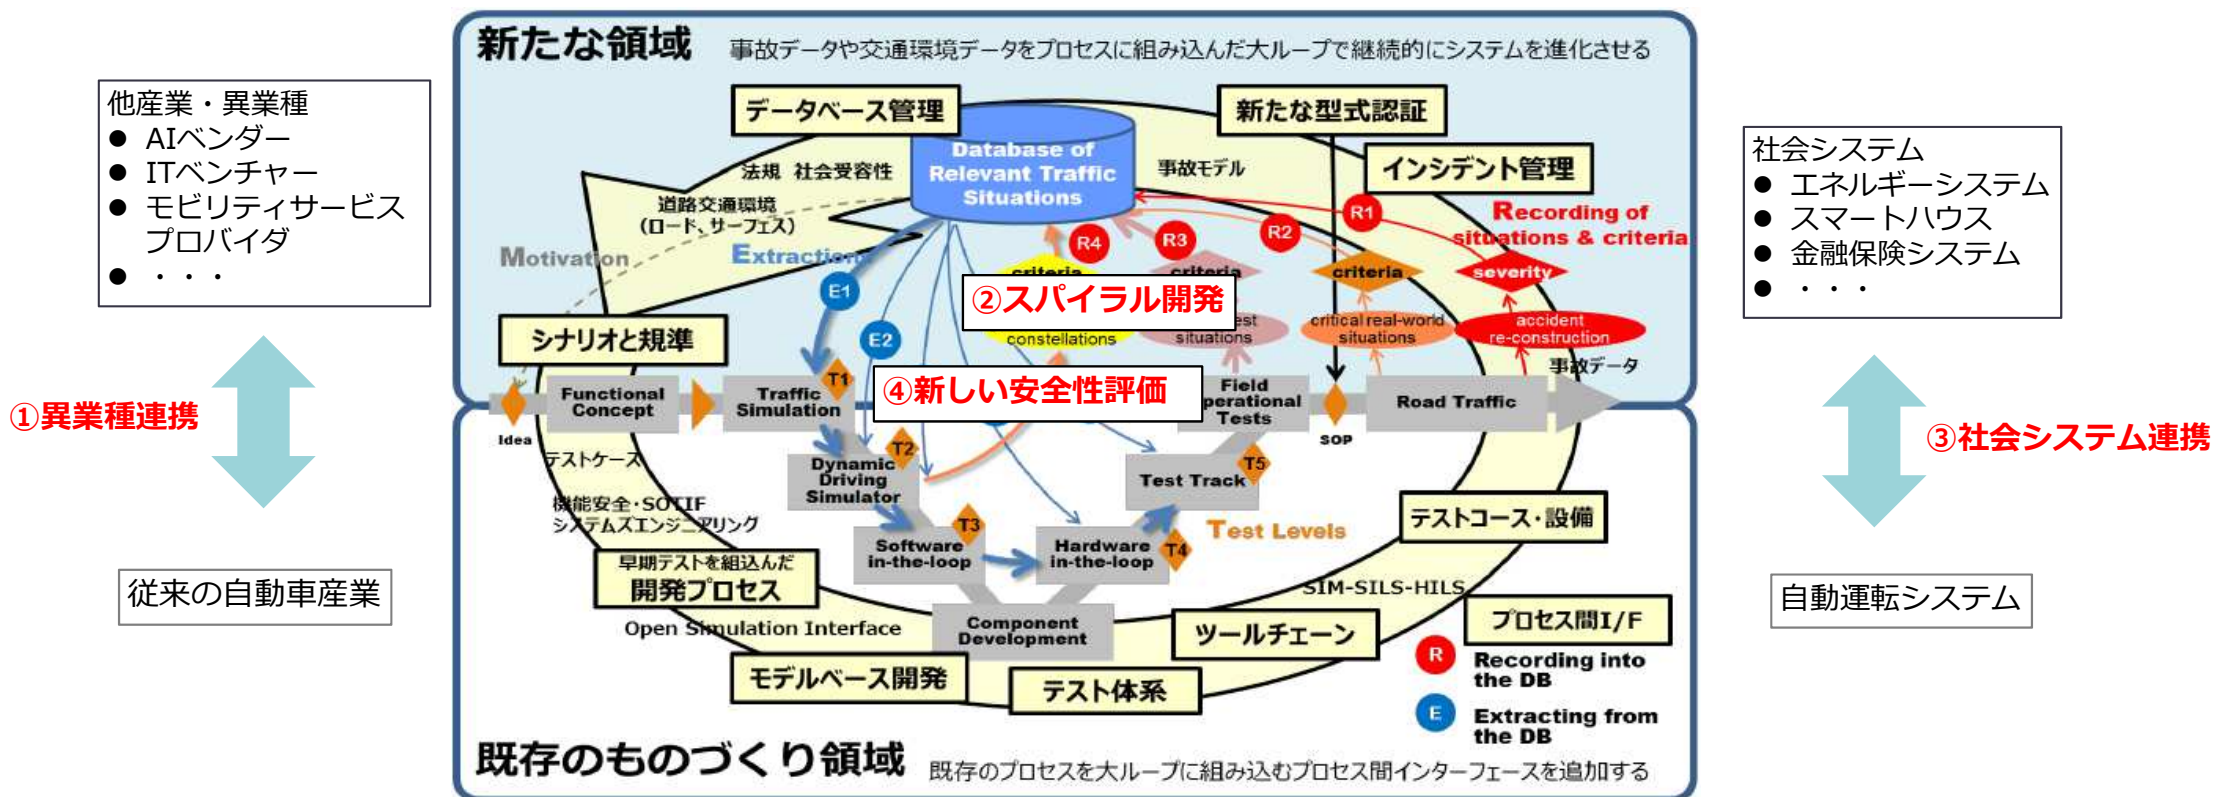 新たな領域
事故データや交通環境データをプロセスに組み込んだ大ループで継続的にシステムを進化させる
他産業・異業種
● AIベンダー
● ITベンチャー
● モビリティサービス
プロバイダ
● ・・・
①異業種連携
従来の自動車産業
データベース管理
新たな型式認証
インシデント管理
Database of
Relevant Traffic
Situations
法規 社会受容性
事故モデル
道路交通環境
(ロード、サーフェス)
Motivation
Extraction
R1
R2
R3
R4
Recording of
situations & criteria
criteria
criteria
criteria
severity
E1
E2
②スパイラル開発
constellations
situations
critical real-world
situations
accident
re-construction
事故データ
シナリオと規準
④新しい安全性評価
Idea
Functional
Concept
Traffic
Simulation
T1
Field
perational
Tests
SOP
Road Traffic
テストケース
機能安全・SOTIF
システムズエンジニアリング
Dynamic
Driving
Simulator
T2
Test Track
T5
Software
in-the-loop
T3
Hardware
in-the-loop
T4
Test Levels
テストコース・設備
早期テストを組込んだ
開発プロセス
Open Simulation Interface
Component
Development
SIM-SILS-HILS
ツールチェーン
モデルベース開発
テスト体系
プロセス間I/F
R Recording into
the DB
E Extracting from
the DB
既存のものづくり領域
既存のプロセスを大ループに組み込むプロセス間インターフェースを追加する
社会システム
● エネルギーシステム
● スマートハウス
● 金融保険システム
● ・・・
③社会システム連携
自動運転システム